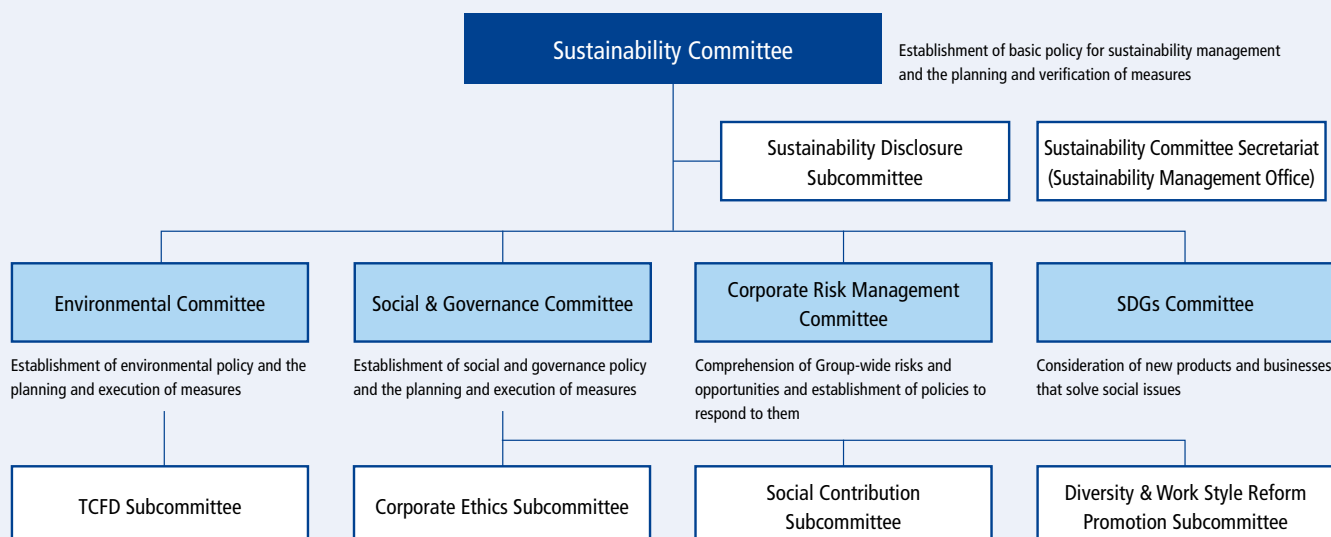 Sustainability Committee
Establishment of basic policy for sustainability management
and the planning and verification of measures
Sustainability Disclosure
Subcommittee
Sustainability Committee Secretariat
(Sustainability Management Office)
Environmental Committee
Establishment of environmental policy and the
planning and execution of measures
Social & Governance Committee
Establishment of social and governance policy
and the planning and execution of measures
Corporate Risk Management
Committee
Comprehension of Group-wide risks and
opportunities and establishment of policies to
respond to them
SDGs Committee
Consideration of new products and businesses
that solve social issues
TCFD Subcommittee
Corporate Ethics Subcommittee
Social Contribution
Subcommittee
Diversity & Work Style Reform
Promotion Subcommittee